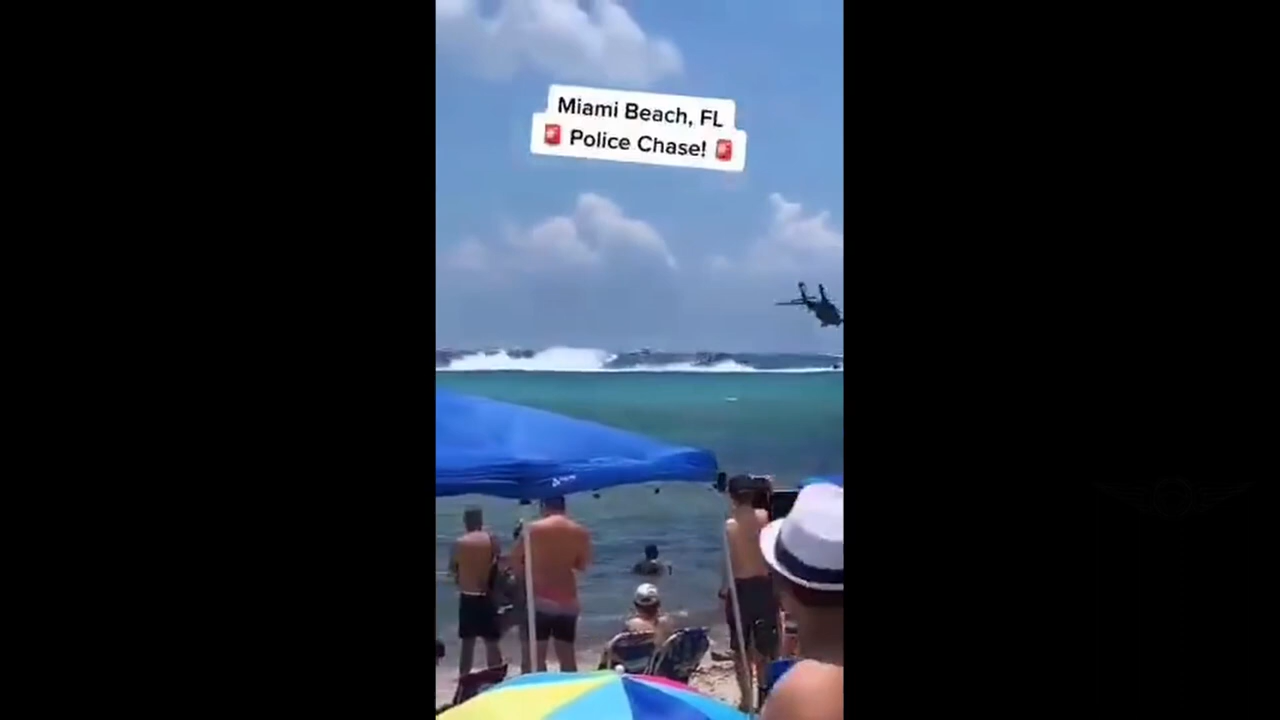 Miami Beach, FL
🚨 Police Chase! 🚨